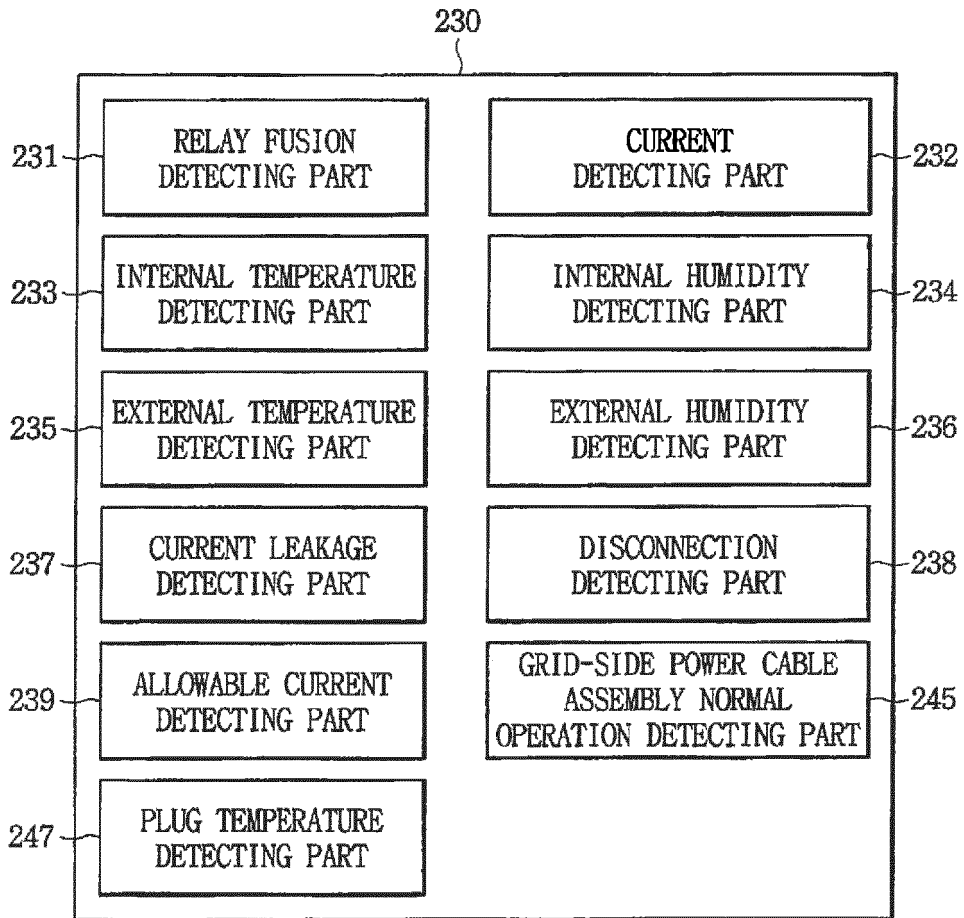 230
231
RELAY FUSION
DETECTING PART
CURRENT
DETECTING PART
232
233
INTERNAL TEMPERATURE
DETECTING PART
INTERNAL HUMIDITY
DETECTING PART
234
235
EXTERNAL TEMPERATURE
DETECTING PART
EXTERNAL HUMIDITY
DETECTING PART
236
237
CURRENT LEAKAGE
DETECTING PART
DISCONNECTION
DETECTING PART
238
239
ALLOWABLE CURRENT
DETECTING PART
GRID-SIDE POWER CABLE
ASSEMBLY NORMAL
OPERATION DETECTING PART
245
247
PLUG TEMPERATURE
DETECTING PART